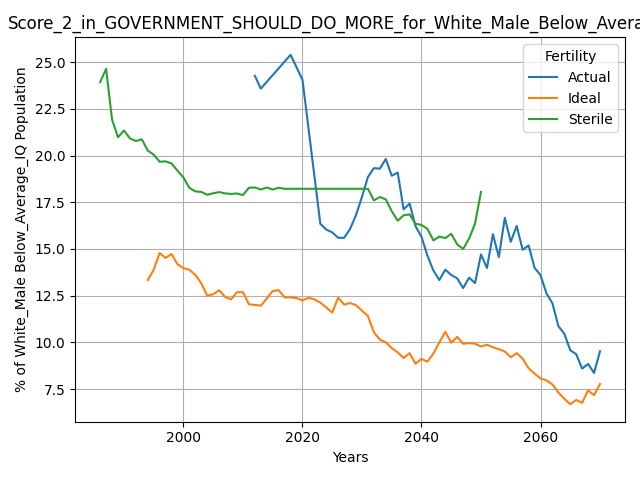 Score_2_in_GOVERNMENT_SHOULD_DO_MORE_for_White_Male_Below_Avera
% of White_Male Below_Average_IQ Population
25.0
22.5
20.0
17.5
15.0
12.5
10.0
7.5
Fertility
Actual
Ideal
Sterile
2000
2020
2040
2060
Years